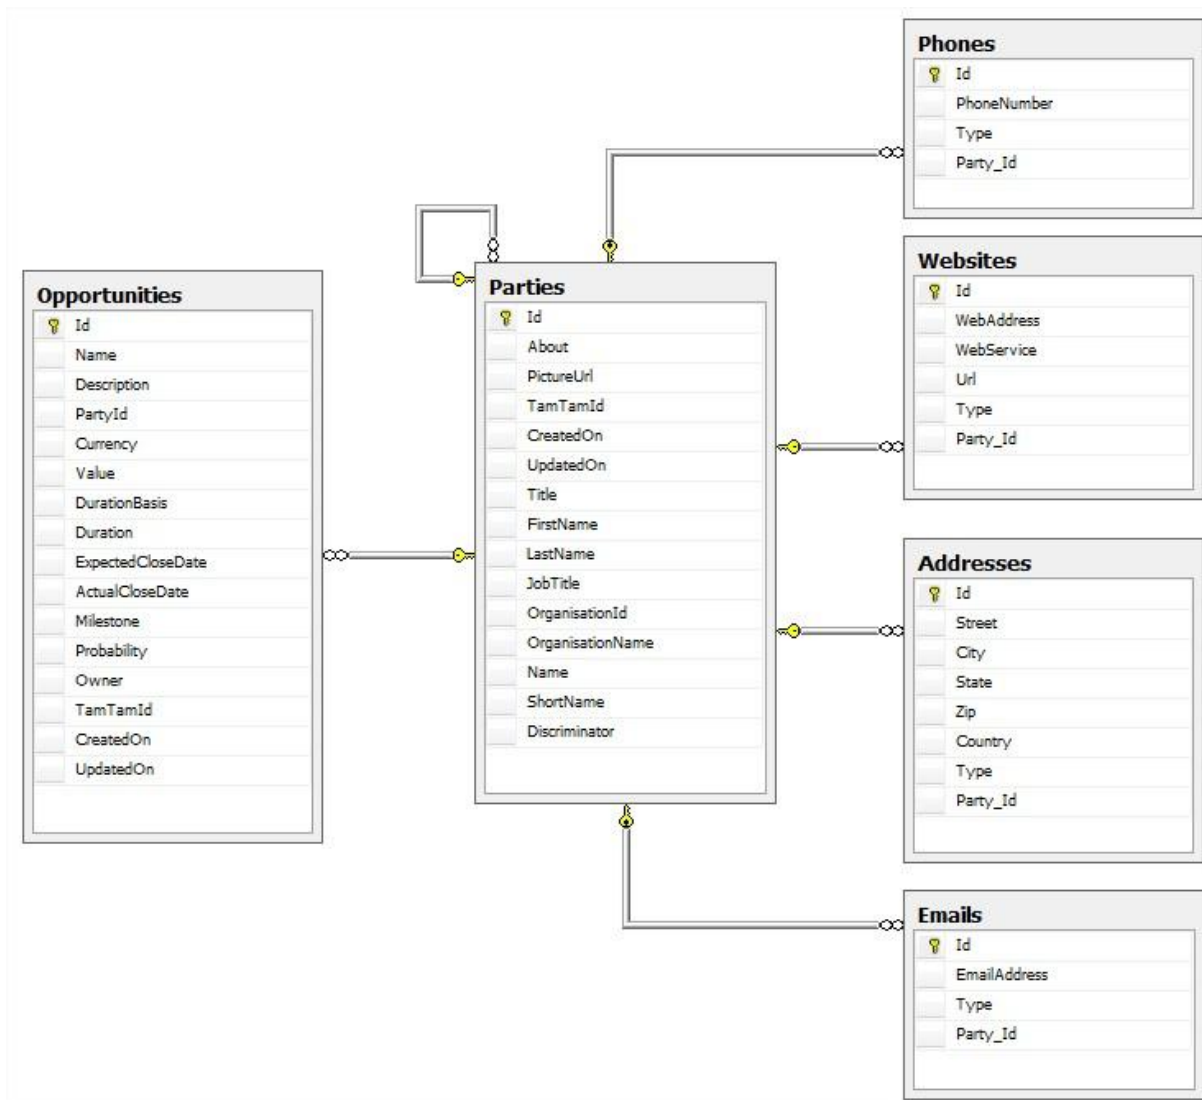 Opportunities
Id
Name
Description
PartyId
Currency
Value
DurationBasis
Duration
ExpectedCloseDate
ActualCloseDate
Milestone
Probability
Owner
TamTamId
CreatedOn
UpdatedOn
Parties
Id
About
PictureUrl
TamTamId
CreatedOn
UpdatedOn
Title
FirstName
LastName
JobTitle
OrganisationId
OrganisationName
Name
ShortName
Discriminator
Phones
Id
PhoneNumber
Type
Party_Id
Websites
Id
WebAddress
WebService
Url
Type
Party_Id
Addresses
Id
Street
City
State
Zip
Country
Type
Party_Id
Emails
Id
EmailAddress
Type
Party_Id